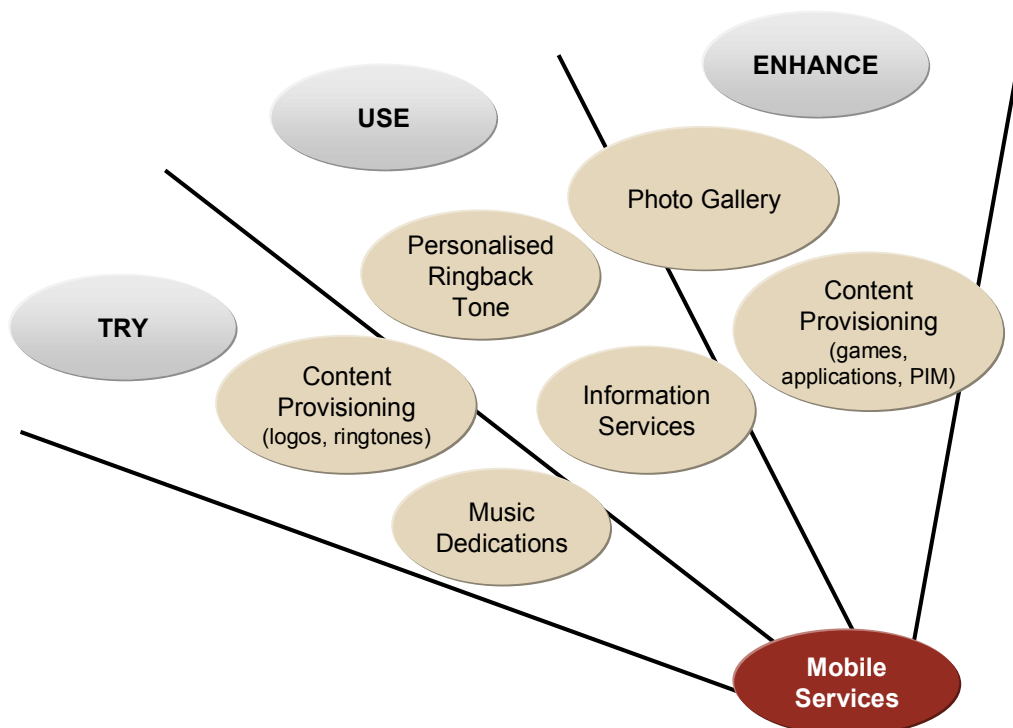 ENHANCE
USE
Photo Gallery
Personalised
Ringback
Tone
Content
Provisioning
(games,
applications, PIM)
TRY
Content
Provisioning
(logos, ringtones)
Information
Services
Music
Dedications
Mobile
Services